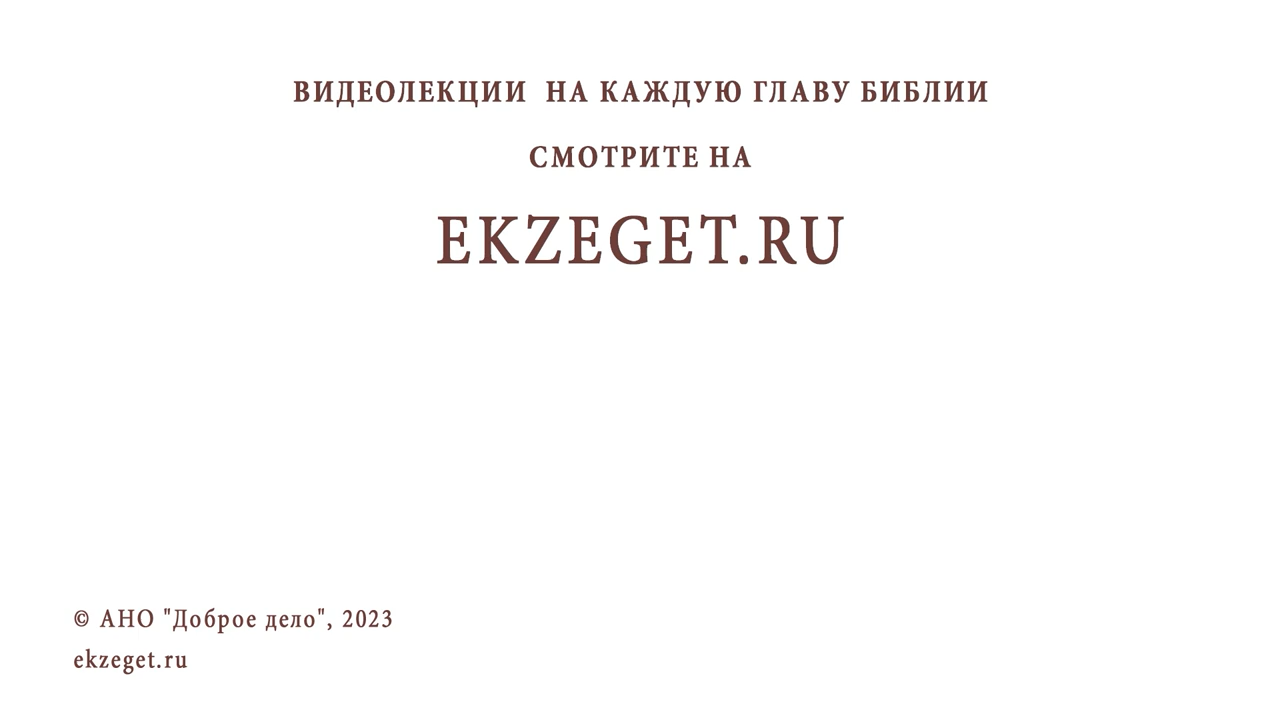 ВИДЕОЛЕКЦИИ НА КАЖДУЮ ГЛАВУ БИБЛИИ
СМОТРИТЕ НА
EKZEGET.RU
© АНО "Доброе дело", 2023
ekzeget.ru